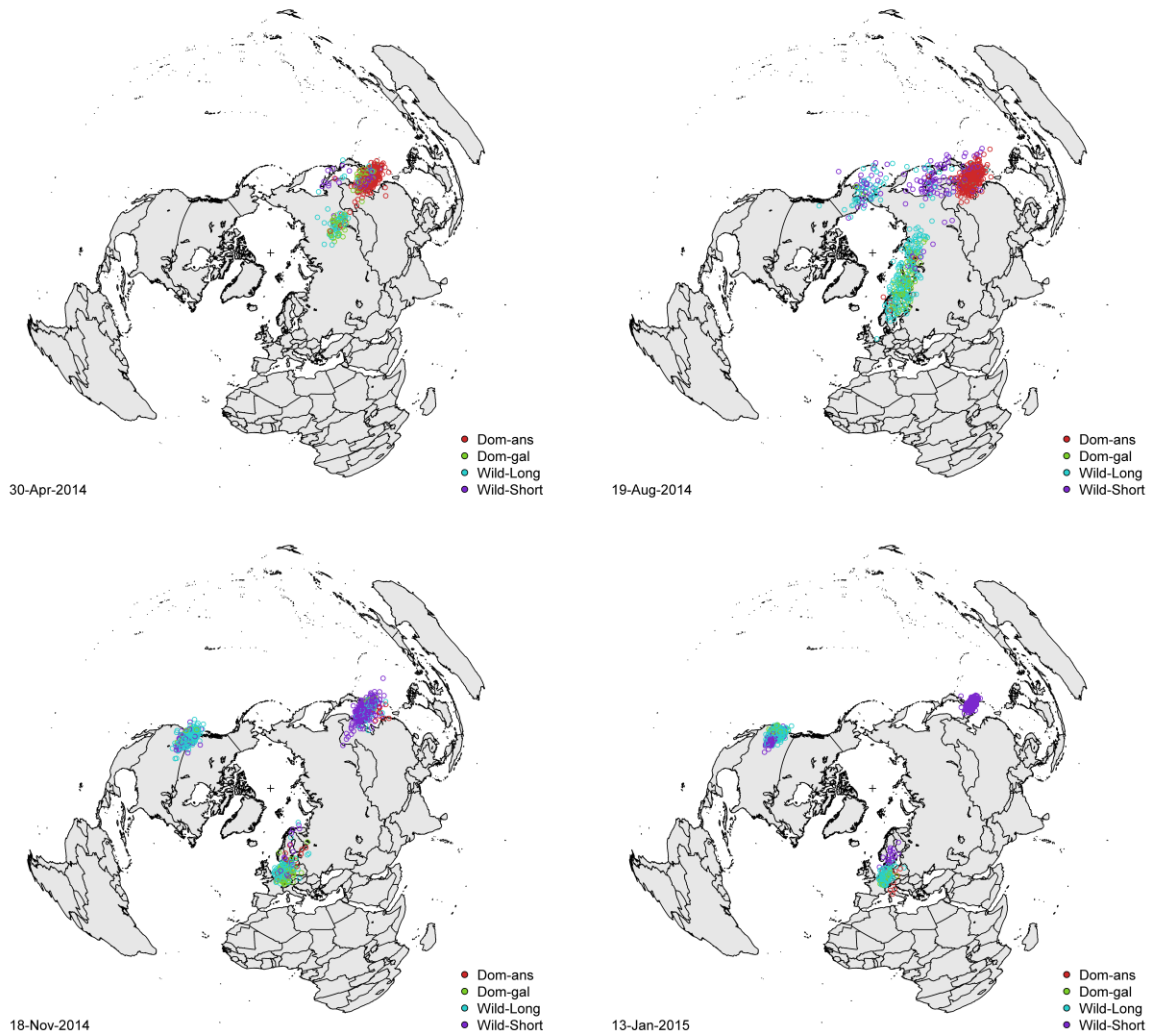 Dom-ans
Dom-gal
Wild-Long
Wild-Short
30-Apr-2014
Dom-ans
Dom-gal
Wild-Long
Wild-Short
19-Aug-2014
Dom-ans
Dom-gal
Wild-Long
Wild-Short
18-Nov-2014
Dom-ans
Dom-gal
Wild-Long
Wild-Short
13-Jan-2015